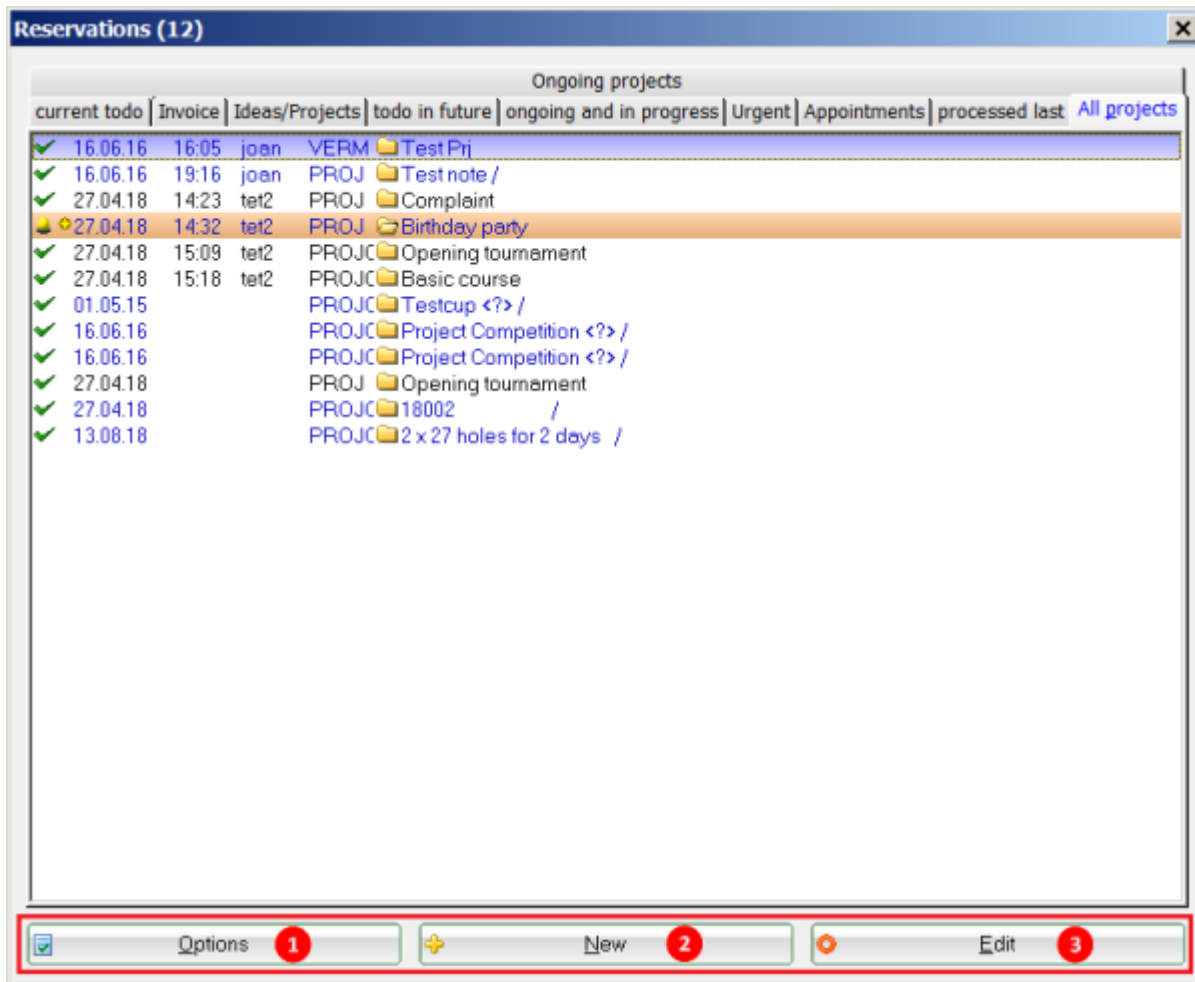 Reservations (12)
Ongoing projects
current todo Invoice Ideas/Projects todo in future ongoing and in progress Urgent Appointments processed last All projects
16.06.16 16:05 joan VERM Test Prj
16.06.16 19:16 joan PROJ Test note /
27.04.18 14:23 tet2 PROJ Complaint
27.04.18 14:32 tet2 PROJ Birthday party
27.04.18 15:09 tet2 PROJC Opening tournament
27.04.18 15:18 tet2 PROJC Basic course
01.05.15 PROJC Testcup <?> /
16.06.16 PROJC Project Competition <?> /
16.06.16 PROJC Project Competition <?> /
27.04.18 PROJ Opening tournament
27.04.18 PROJC 18002 /
13.08.18 PROJC 2 x 27 holes for 2 days /
Options 1 New 2 Edit 3